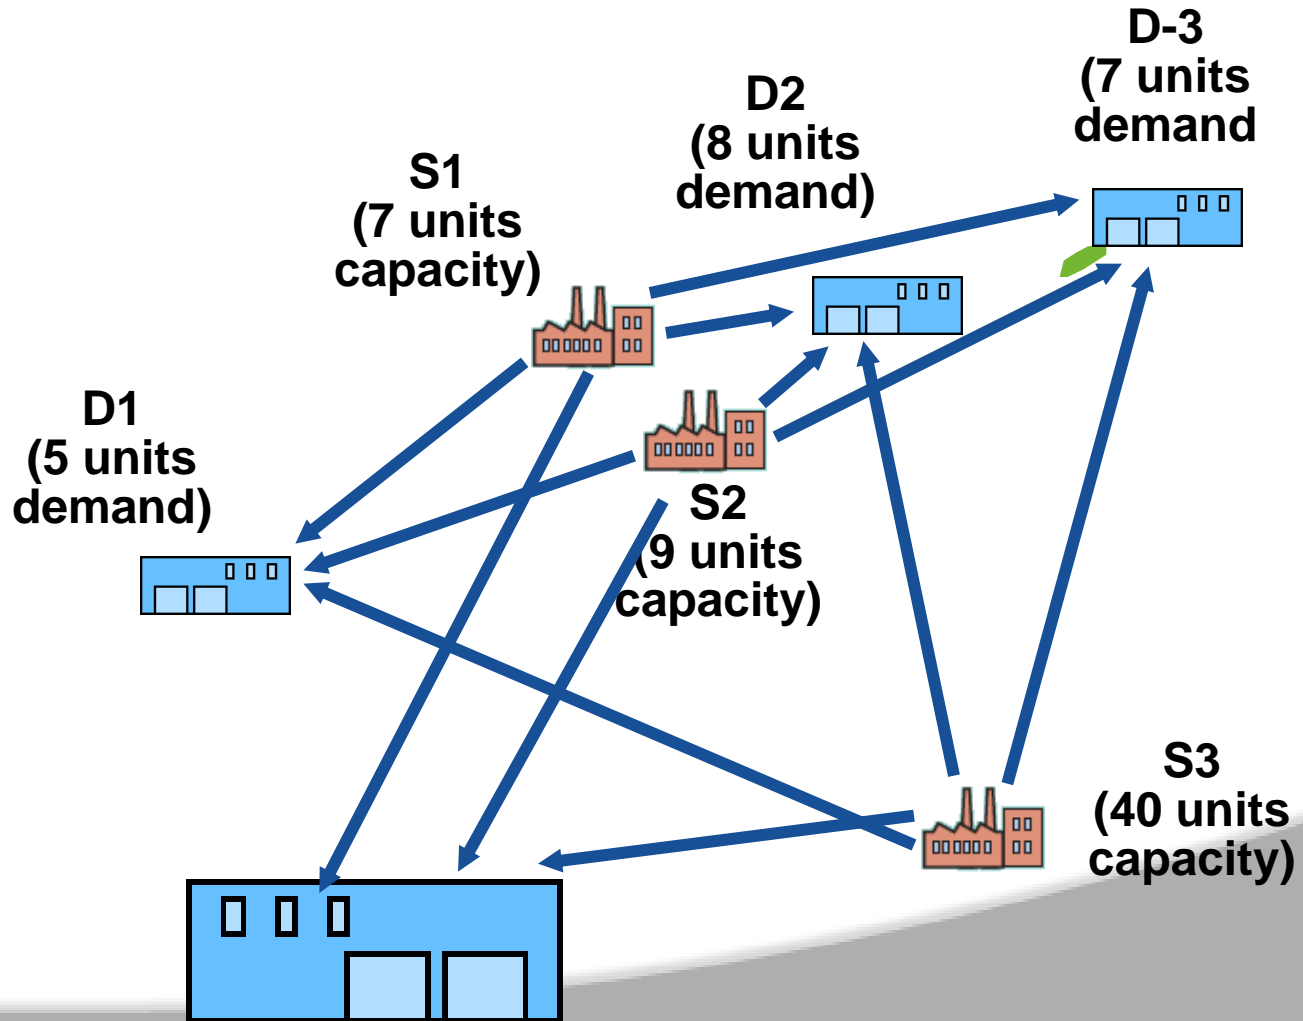 D-3
(7 units
demand
D2
(8 units
demand)
S1
(7 units
capacity)
D1
(5 units
demand)
S2
(9 units
capacity)
S3
(40 units
capacity)